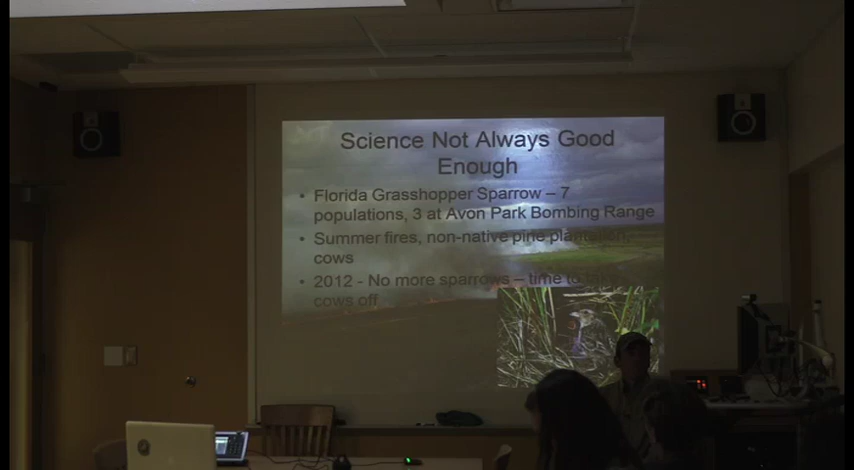 Science Not Always Good
Enough
• Florida Grasshopper Sparrow – 7
populations, 3 at Avon Park Bombing Range
• Summer fires, non-native pine plantation,
cows
• 2012 - No more sparrows – time to
cows off